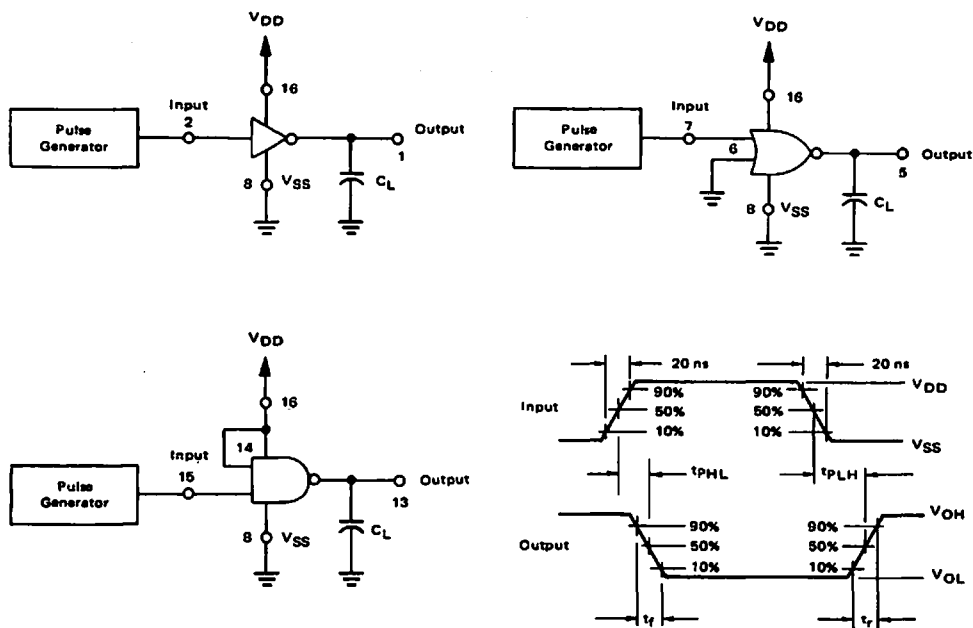 VDD
16
Input
2
Pulse
Generator
Output
1
8
VSS
CL
VDD
16
Input
7
Pulse
Generator
6
Output
5
8
VSS
CL
VDD
16
14
Input
15
Pulse
Generator
Output
13
8
VSS
CL
20 ns
20 ns
VDD
90%
90%
Input
50%
50%
10%
10%
VSS
tPHL
tPLH
VOH
90%
90%
Output
50%
50%
10%
10%
VOL
tf
tr